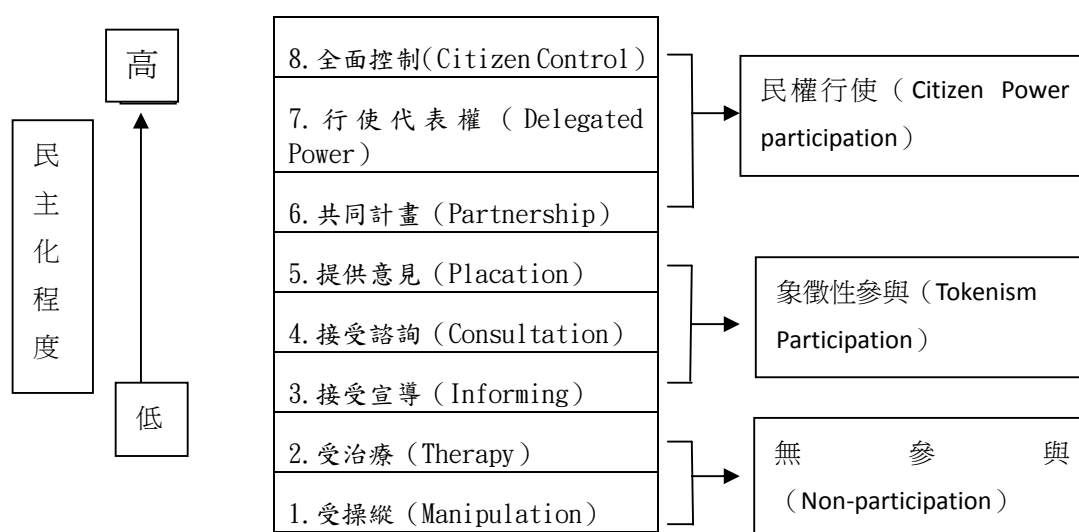 高
民
主
化
程
度
低
8.全面控制(Citizen Control)
7.行使代表權(Delegated
Power)
6.共同計畫(Partnership)
5.提供意見(Placation)
4.接受諮詢(Consultation)
3.接受宣導(Informing)
2.受治療(Therapy)
1.受操縱(Manipulation)
民權行使(Citizen Power
participation)
象徵性參與(Tokenism
Participation)
無參與
(Non-participation)